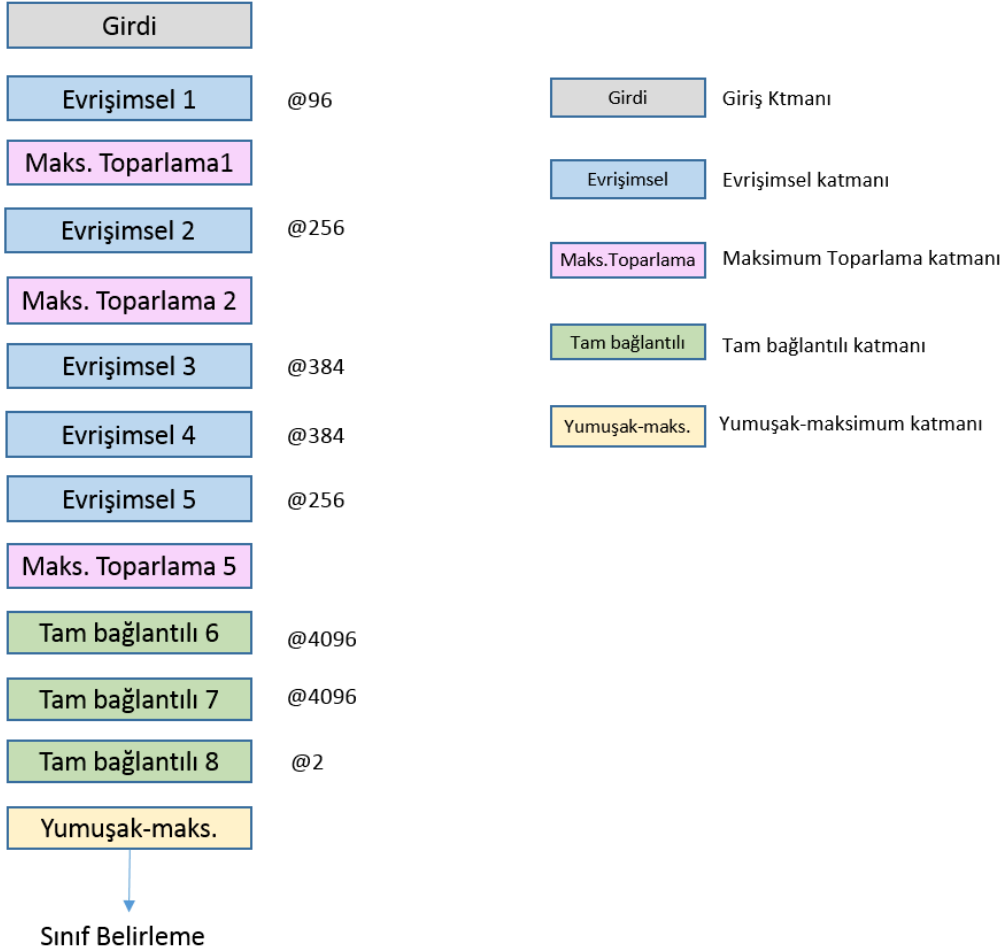 Girdi
Evrişimsel 1 @96
Maks. Toparlama1
Evrişimsel 2 @256
Maks. Toparlama 2
Evrişimsel 3 @384
Evrişimsel 4 @384
Evrişimsel 5 @256
Maks. Toparlama 5
Tam bağlantılı 6 @4096
Tam bağlantılı 7 @4096
Tam bağlantılı 8 @2
Yumuşak-maks.
Sınıf Belirleme
Girdi Giriş Ktmanı
Evrişimsel Evrişimsel katmanı
Maks.Toparlama Maksimum Toparlama katmanı
Tam bağlantılı Tam bağlantılı katmanı
Yumuşak-maks. Yumuşak-maksimum katmanı